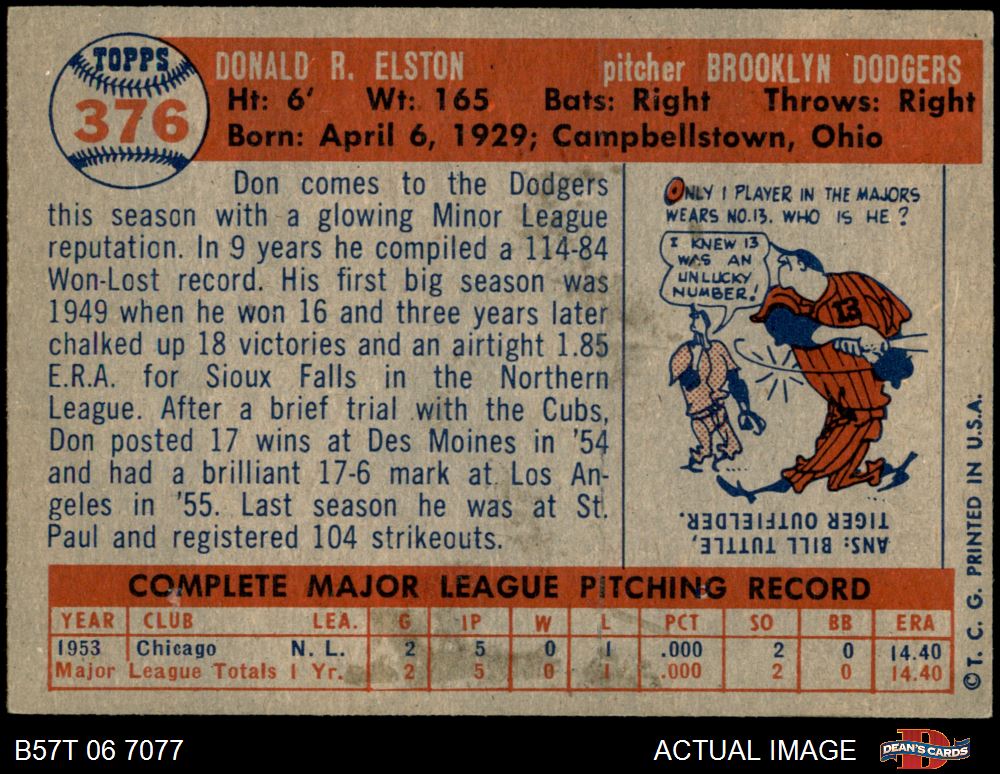 TOPPS
376
DONALD R. ELSTON pitcher BROOKLYN DODGERS
Ht: 6' Wt: 165 Bats: Right Throws: Right
Born: April 6, 1929; Campbellstown, Ohio
Don comes to the Dodgers
this season with a glowing Minor League
reputation. In 9 years he compiled a 114-84
Won-Lost record. His first big season was
1949 when he won 16 and three years later
chalked up 18 victories and an airtight 1.85
E.R.A. for Sioux Falls in the Northern
League. After a brief trial with the Cubs,
Don posted 17 wins at Des Moines in '54
and had a brilliant 17-6 mark at Los An-
geles in '55. Last season he was at St.
Paul and registered 104 strikeouts.
ONLY 1 PLAYER IN THE MAJORS
WEARS NO. 13. WHO IS HE?
I KNEW 13
WAS AN
UNLUCKY
NUMBER!
13
ANS: BILL TUTTLE,
TIGER OUTFIELDER.
© T. C. G. PRINTED IN U.S.A.
COMPLETE MAJOR LEAGUE PITCHING RECORD
YEAR CLUB LEA. G IP W L PCT SO BB ERA
1953 Chicago N. L. 2 5 0 1 .000 2 0 14.40
Major League Totals 1 Yr. 2 5 0 1 .000 2 0 14.40
B57T 06 7077 ACTUAL IMAGE DEAN'S CARDS